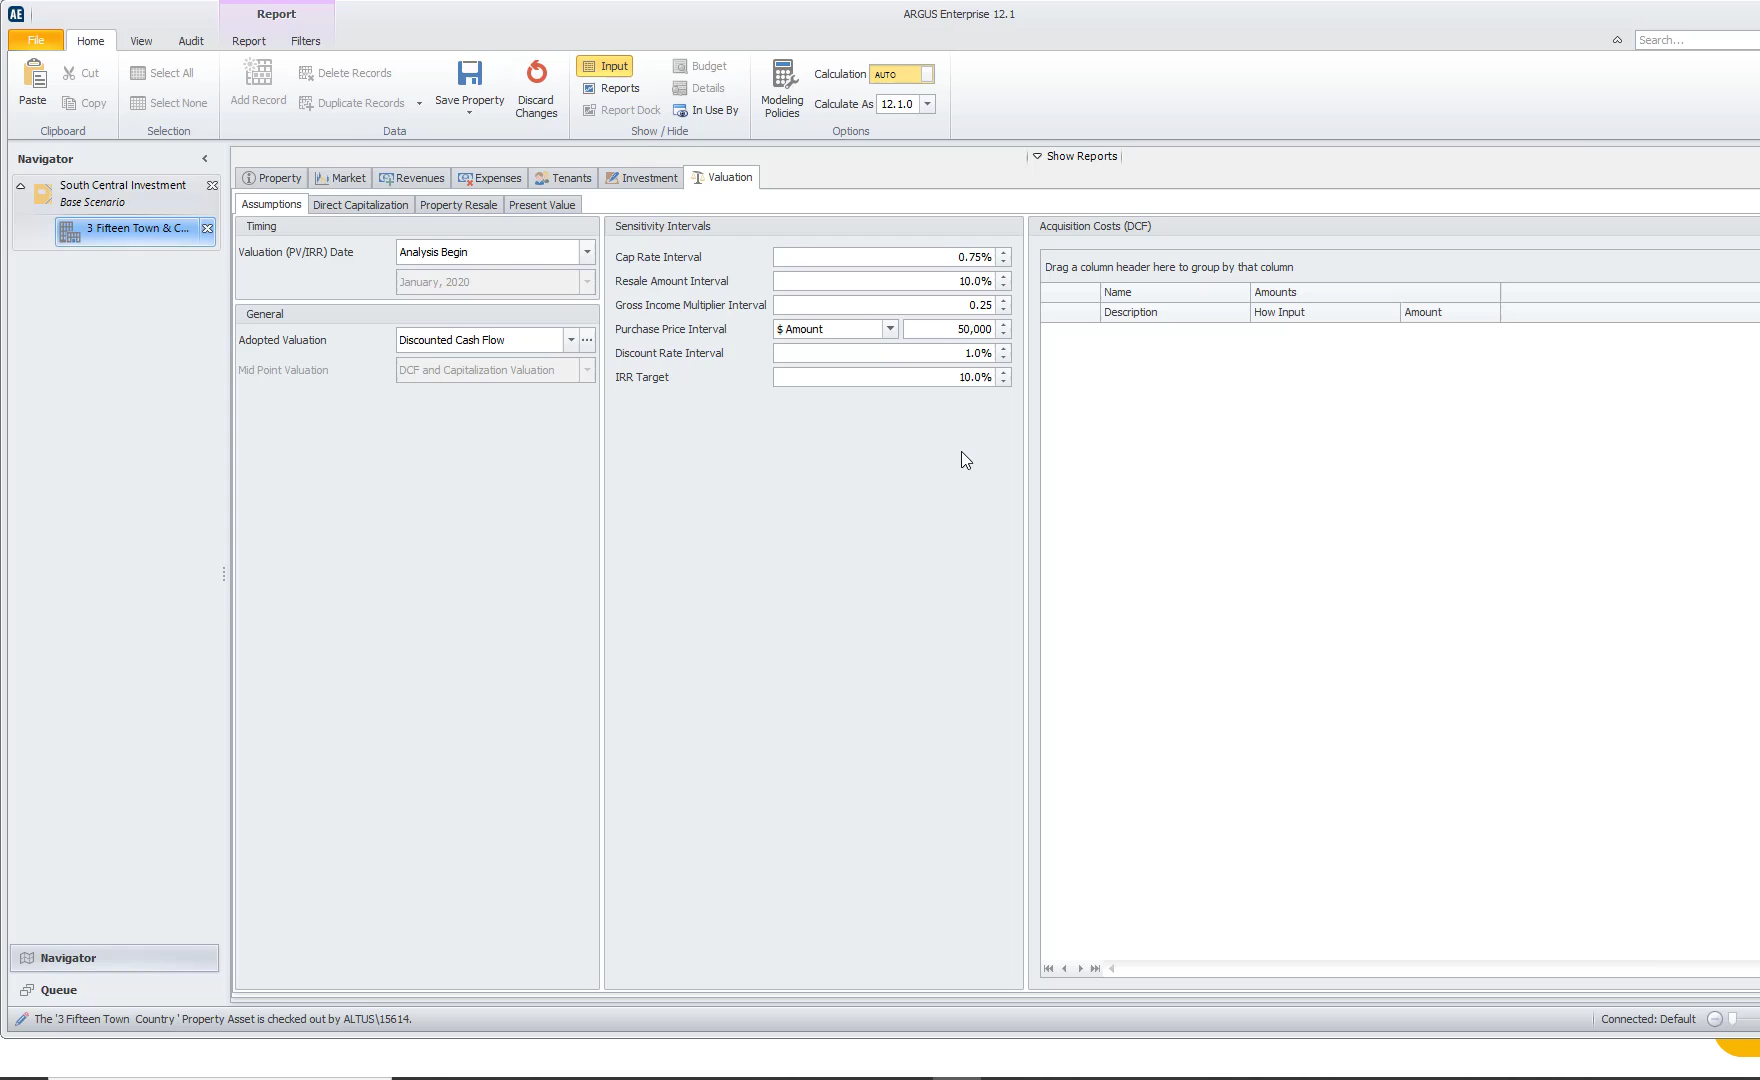 AE
Report
ARGUS Enterprise 12.1
File
Home
View
Audit
Report
Filters
Search...
Paste
Cut
Copy
Clipboard
Select All
Select None
Selection
Add Record
Delete Records
Duplicate Records
Save Property
Discard
Changes
Data
Input
Reports
Report Dock
Budget
Details
In Use By
Show / Hide
Modeling
Policies
Calculation AUTO
Calculate As 12.1.0
Options
Navigator
South Central Investment
Base Scenario
3 Fifteen Town & C...
Show Reports
Property
Market
Revenues
Expenses
Tenants
Investment
Valuation
Assumptions
Direct Capitalization
Property Resale
Present Value
Timing
Valuation (PV/IRR) Date
Analysis Begin
January, 2020
General
Adopted Valuation
Discounted Cash Flow
Mid Point Valuation
DCF and Capitalization Valuation
Sensitivity Intervals
Cap Rate Interval 0.75%
Resale Amount Interval 10.0%
Gross Income Multiplier Interval 0.25
Purchase Price Interval $ Amount 50,000
Discount Rate Interval 1.0%
IRR Target 10.0%
Acquisition Costs (DCF)
Drag a column header here to group by that column
Name
Amounts
Description
How Input
Amount
Navigator
Queue
The '3 Fifteen Town  Country ' Property Asset is checked out by ALTUS\15614.
Connected: Default